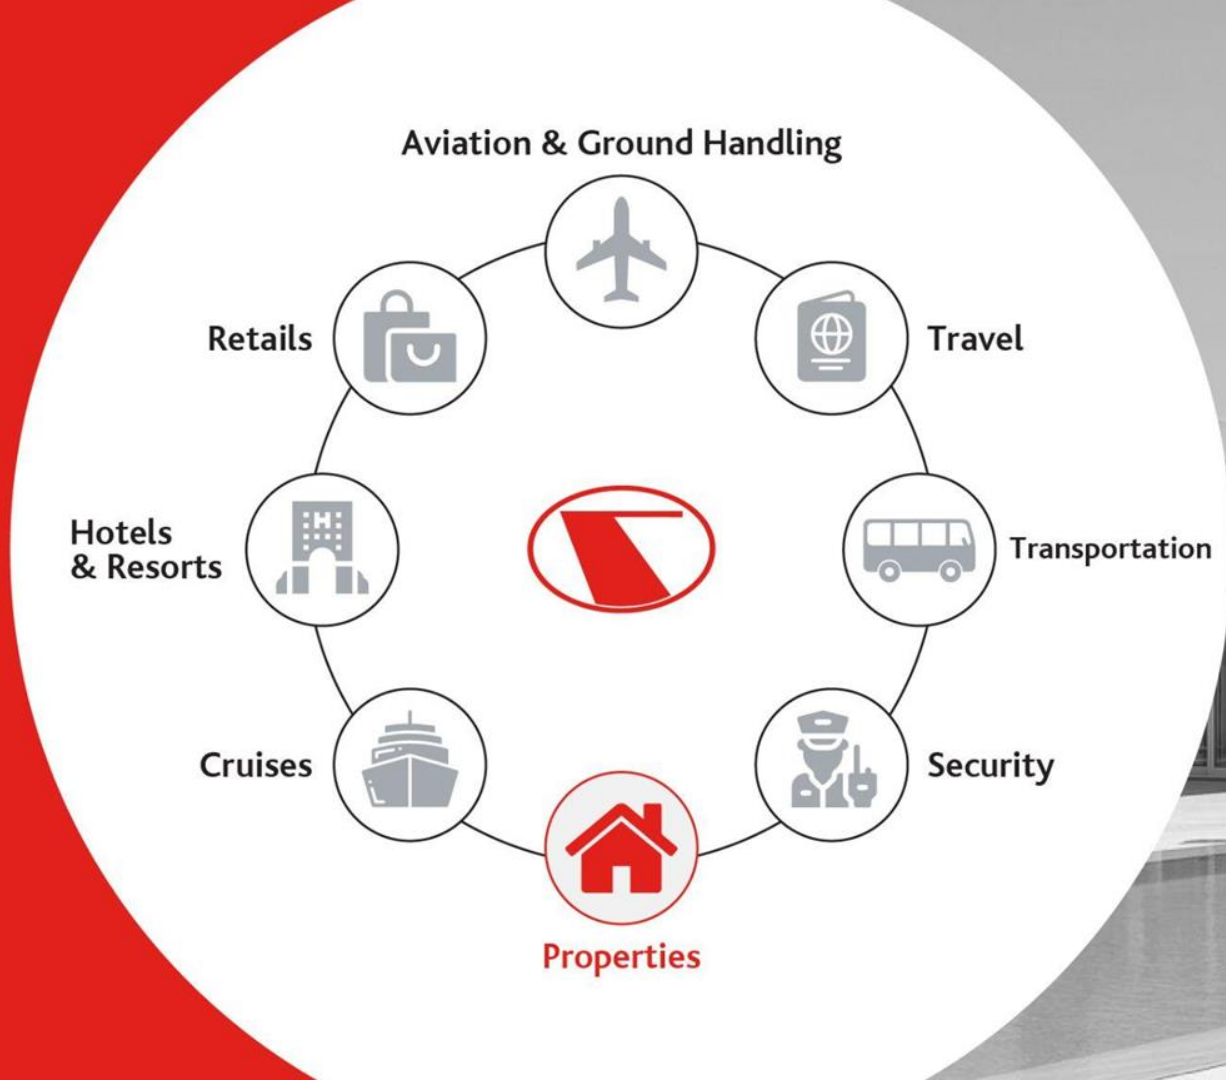 Aviation & Ground Handling
Retails
Travel
Hotels
& Resorts
H
Transportation
Cruises
Security
Properties